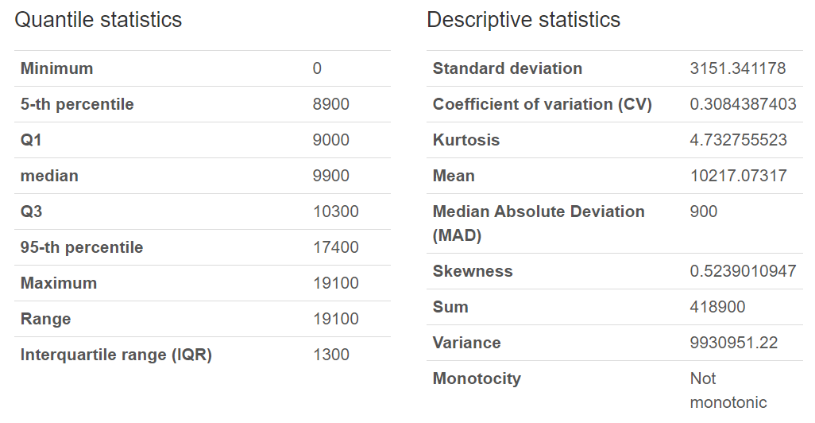 Quantile statistics
Minimum 0
5-th percentile 8900
Q1 9000
median 9900
Q3 10300
95-th percentile 17400
Maximum 19100
Range 19100
Interquartile range (IQR) 1300
Descriptive statistics
Standard deviation 3151.341178
Coefficient of variation (CV) 0.3084387403
Kurtosis 4.732755523
Mean 10217.07317
Median Absolute Deviation 900
(MAD)
Skewness 0.5239010947
Sum 418900
Variance 9930951.22
Monotocity Not
monotonic